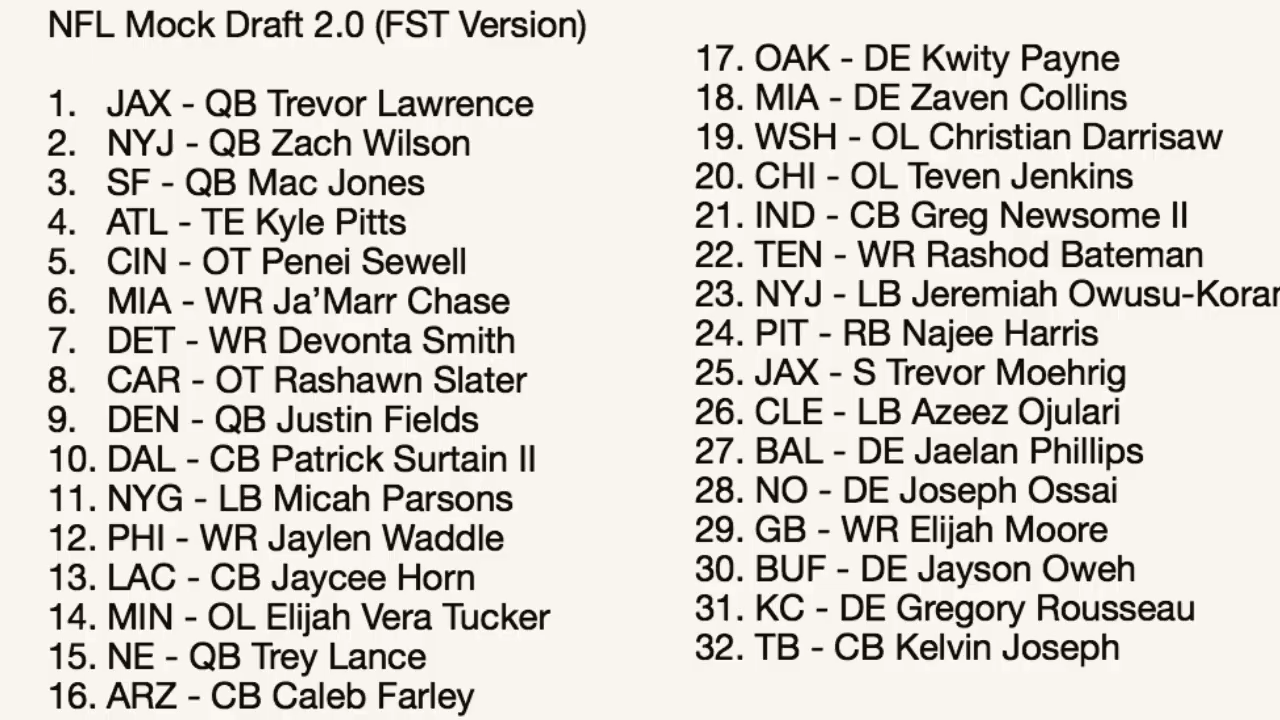 NFL Mock Draft 2.0 (FST Version)
1. JAX - QB Trevor Lawrence
2. NYJ - QB Zach Wilson
3. SF - QB Mac Jones
4. ATL - TE Kyle Pitts
5. CIN - OT Penei Sewell
6. MIA - WR Ja’Marr Chase
7. DET - WR Devonta Smith
8. CAR - OT Rashawn Slater
9. DEN - QB Justin Fields
10. DAL - CB Patrick Surtain II
11. NYG - LB Micah Parsons
12. PHI - WR Jaylen Waddle
13. LAC - CB Jaycee Horn
14. MIN - OL Elijah Vera Tucker
15. NE - QB Trey Lance
16. ARZ - CB Caleb Farley
17. OAK - DE Kwity Payne
18. MIA - DE Zaven Collins
19. WSH - OL Christian Darrisaw
20. CHI - OL Teven Jenkins
21. IND - CB Greg Newsome II
22. TEN - WR Rashod Bateman
23. NYJ - LB Jeremiah
24. PIT - RB Najee Harris
25. JAX - S Trevor Moehrig
26. CLE - LB Azeez Ojulari
27. BAL - DE Jaelan Phillips
28. NO - DE Joseph Ossai
29. GB - WR Elijah Moore
30. BUF - DE Jayson Oweh
31. KC - DE Gregory Rousseau
32. TB - CB Kelvin Joseph